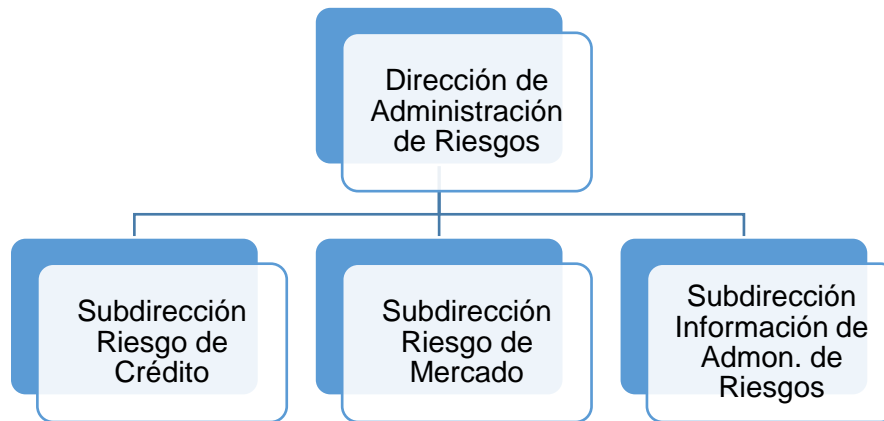 Dirección de
Administración
de Riesgos
Subdirección
Riesgo de
Crédito
Subdirección
Riesgo de
Mercado
Subdirección
Información de
Admon. de
Riesgos